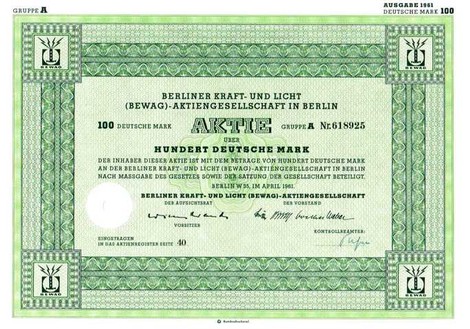 GRUPPE A
AUSGABE 1961
DEUTSCHE MARK 100
BEWAG
BEWAG
BERLINER KRAFT- UND LICHT
(BEWAG)-AKTIENGESELLSCHAFT IN BERLIN
100 DEUTSCHE MARK AKTIE GRUPPE A Nr. 618925
ÜBER
HUNDERT DEUTSCHE MARK
DER INHABER DIESER AKTIE IST MIT DEM BETRAGE VON HUNDERT DEUTSCHE MARK
AN DER BERLINER KRAFT- UND LICHT (BEWAG)-AKTIENGESELLSCHAFT IN BERLIN
NACH MASSGABE DES GESETZES SOWIE DER SATZUNG DER GESELLSCHAFT BETEILIGT.
BERLIN W 35, IM APRIL 1961.
BERLINER KRAFT- UND LICHT (BEWAG)-AKTIENGESELLSCHAFT
DER AUFSICHTSRAT DER VORSTAND
VORSITZER
KONTROLLBEAMTER:
EINGETRAGEN
IN DAS AKTIENREGISTER SEITE 40
BEWAG
BEWAG
Bundesdruckerei